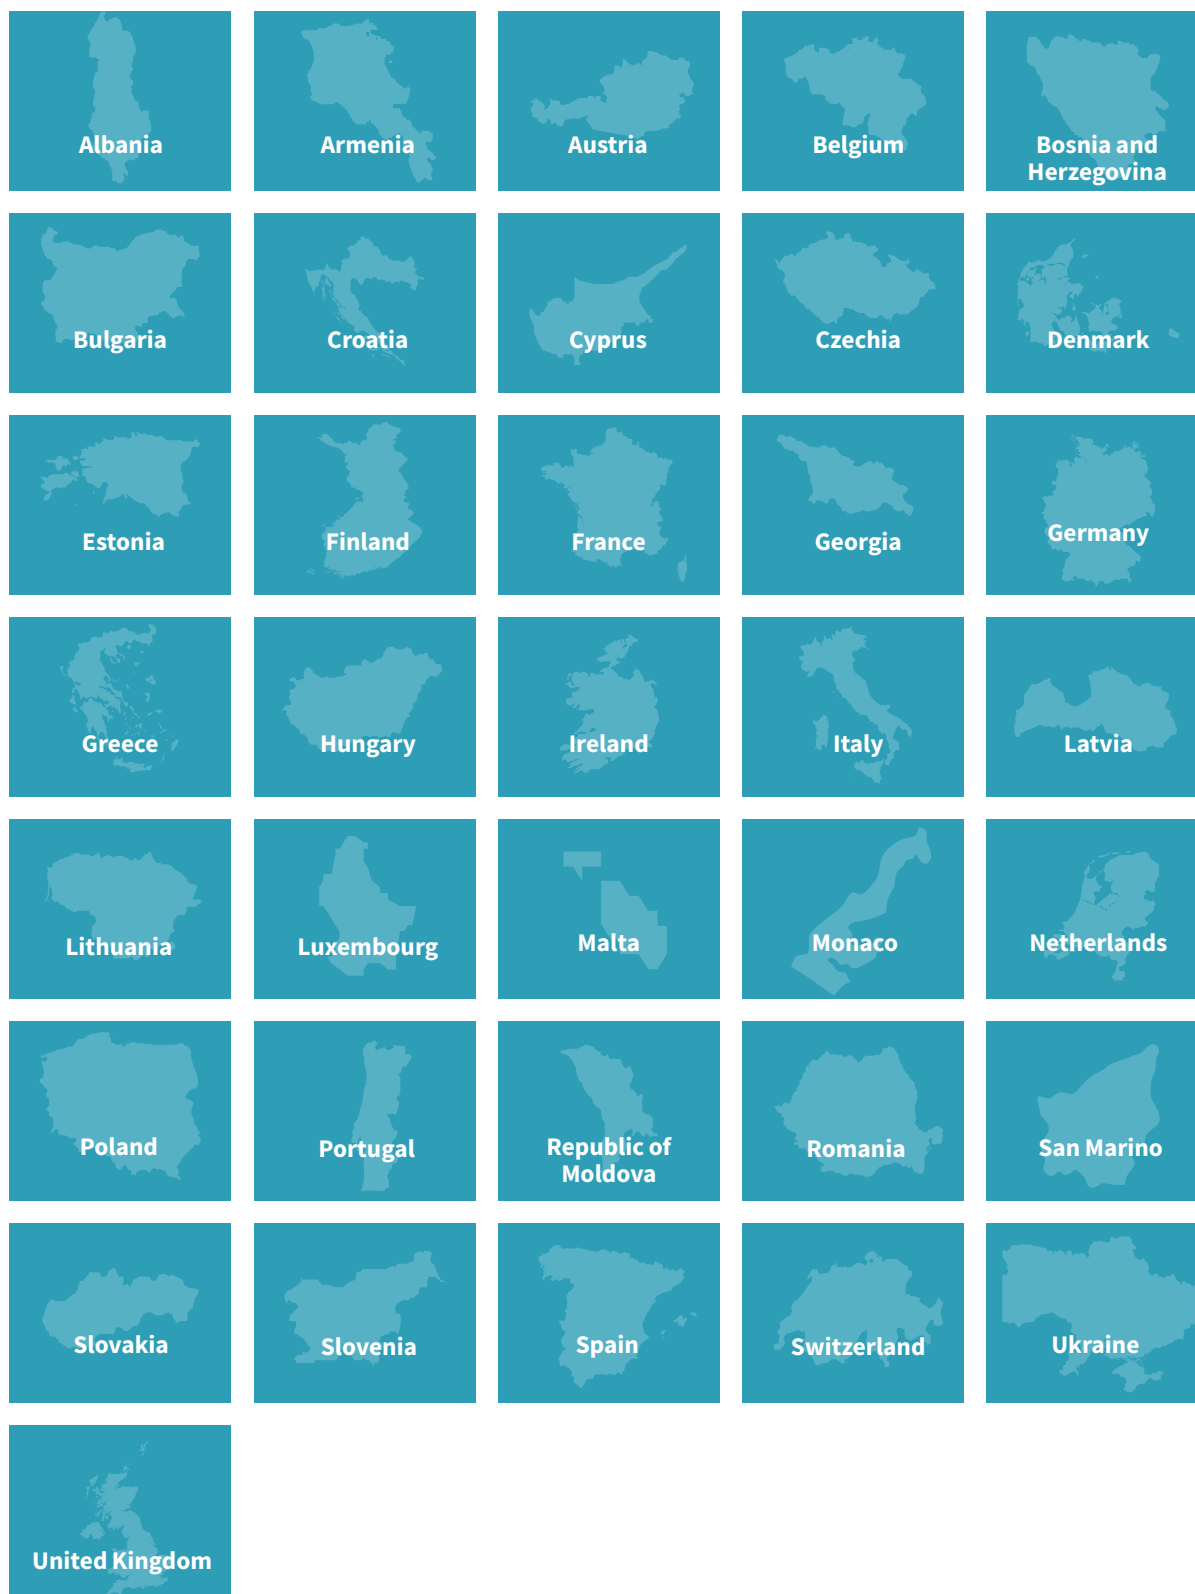 Albania
Armenia
Austria
Belgium
Bosnia and
Herzegovina
Bulgaria
Croatia
Cyprus
Czechia
Denmark
Estonia
Finland
France
Georgia
Germany
Greece
Hungary
Ireland
Italy
Latvia
Lithuania
Luxembourg
Malta
Monaco
Netherlands
Poland
Portugal
Republic of
Moldova
Romania
San Marino
Slovakia
Slovenia
Spain
Switzerland
Ukraine
United Kingdom